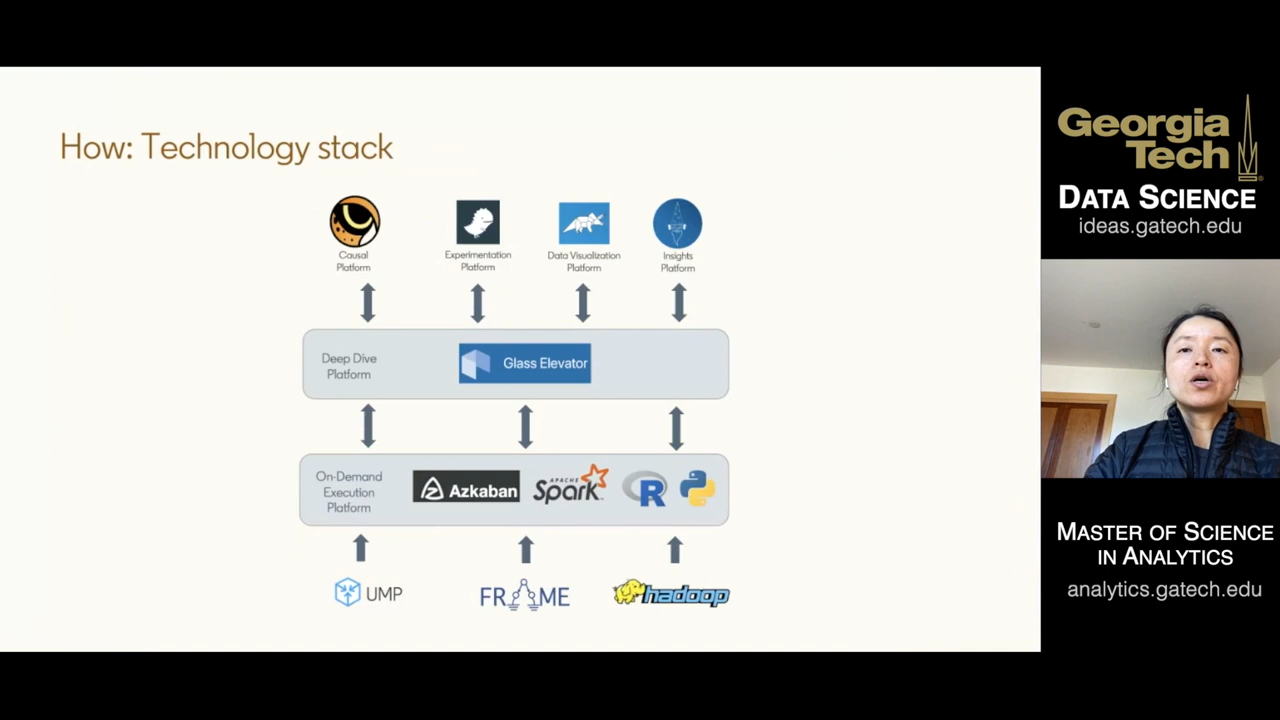 How: Technology stack
Causal
Platform
Experimentation
Platform
Data Visualization
Platform
Insights
Platform
Deep Dive
Platform
Glass Elevator
On-Demand
Execution
Platform
Azkaban
APACHE
Spark
R
UMP
FRAME
hadoop
Georgia
Tech
DATA SCIENCE
ideas.gatech.edu
MASTER OF SCIENCE
IN ANALYTICS
analytics.gatech.edu